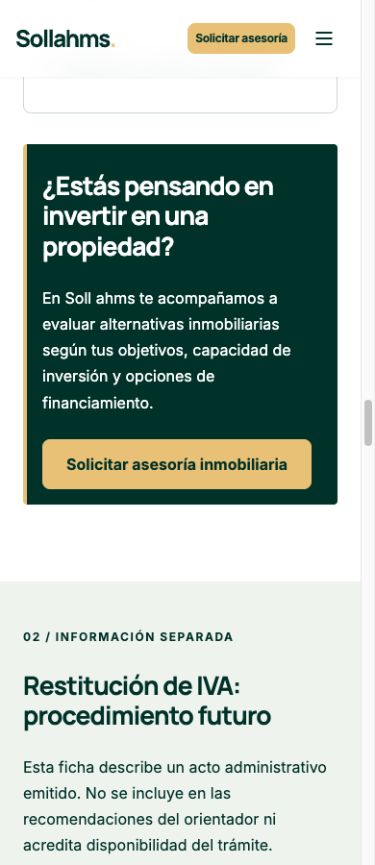 Sollahms.
Solicitar asesoría
¿Estás pensando en
invertir en una
propiedad?
En Soll ahms te acompañamos a
evaluar alternativas inmobiliarias
según tus objetivos, capacidad de
inversión y opciones de
financiamiento.
Solicitar asesoría inmobiliaria
02 / INFORMACIÓN SEPARADA
Restitución de IVA:
procedimiento futuro
Esta ficha describe un acto administrativo
emitido. No se incluye en las
recomendaciones del orientador ni
acredita disponibilidad del trámite.